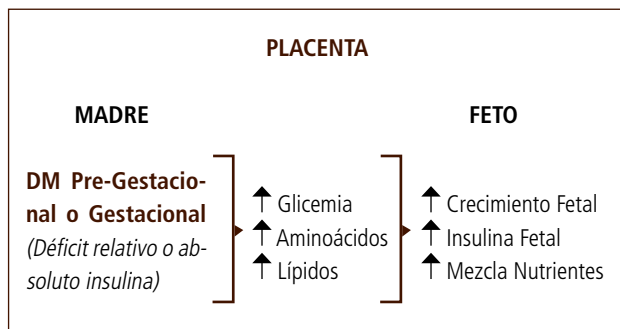 PLACENTA
MADRE
FETO
DM Pre-Gestacio-
nal o Gestacional
(Déficit relativo o ab-
soluto insulina)
Glicemia
Aminoácidos
Lípidos
Crecimiento Fetal
Insulina Fetal
Mezcla Nutrientes